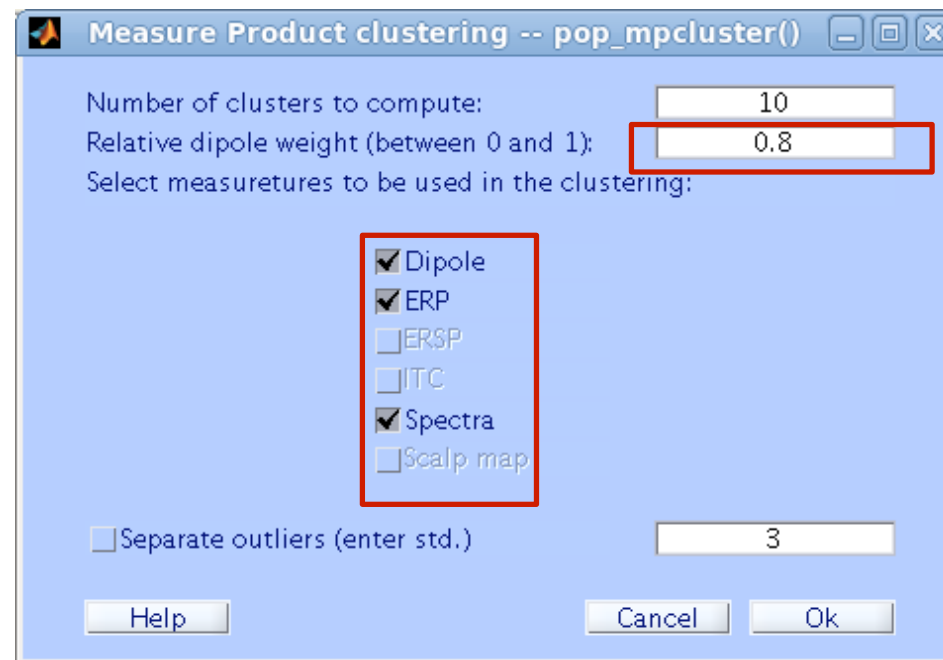 Measure Product clustering -- pop_mpcluster()
Number of clusters to compute: 10
Relative dipole weight (between 0 and 1): 0.8
Select measuretures to be used in the clustering:
Dipole
ERP
ERSP
ITC
Spectra
Scalp map
Separate outliers (enter std.) 3
Help Cancel Ok